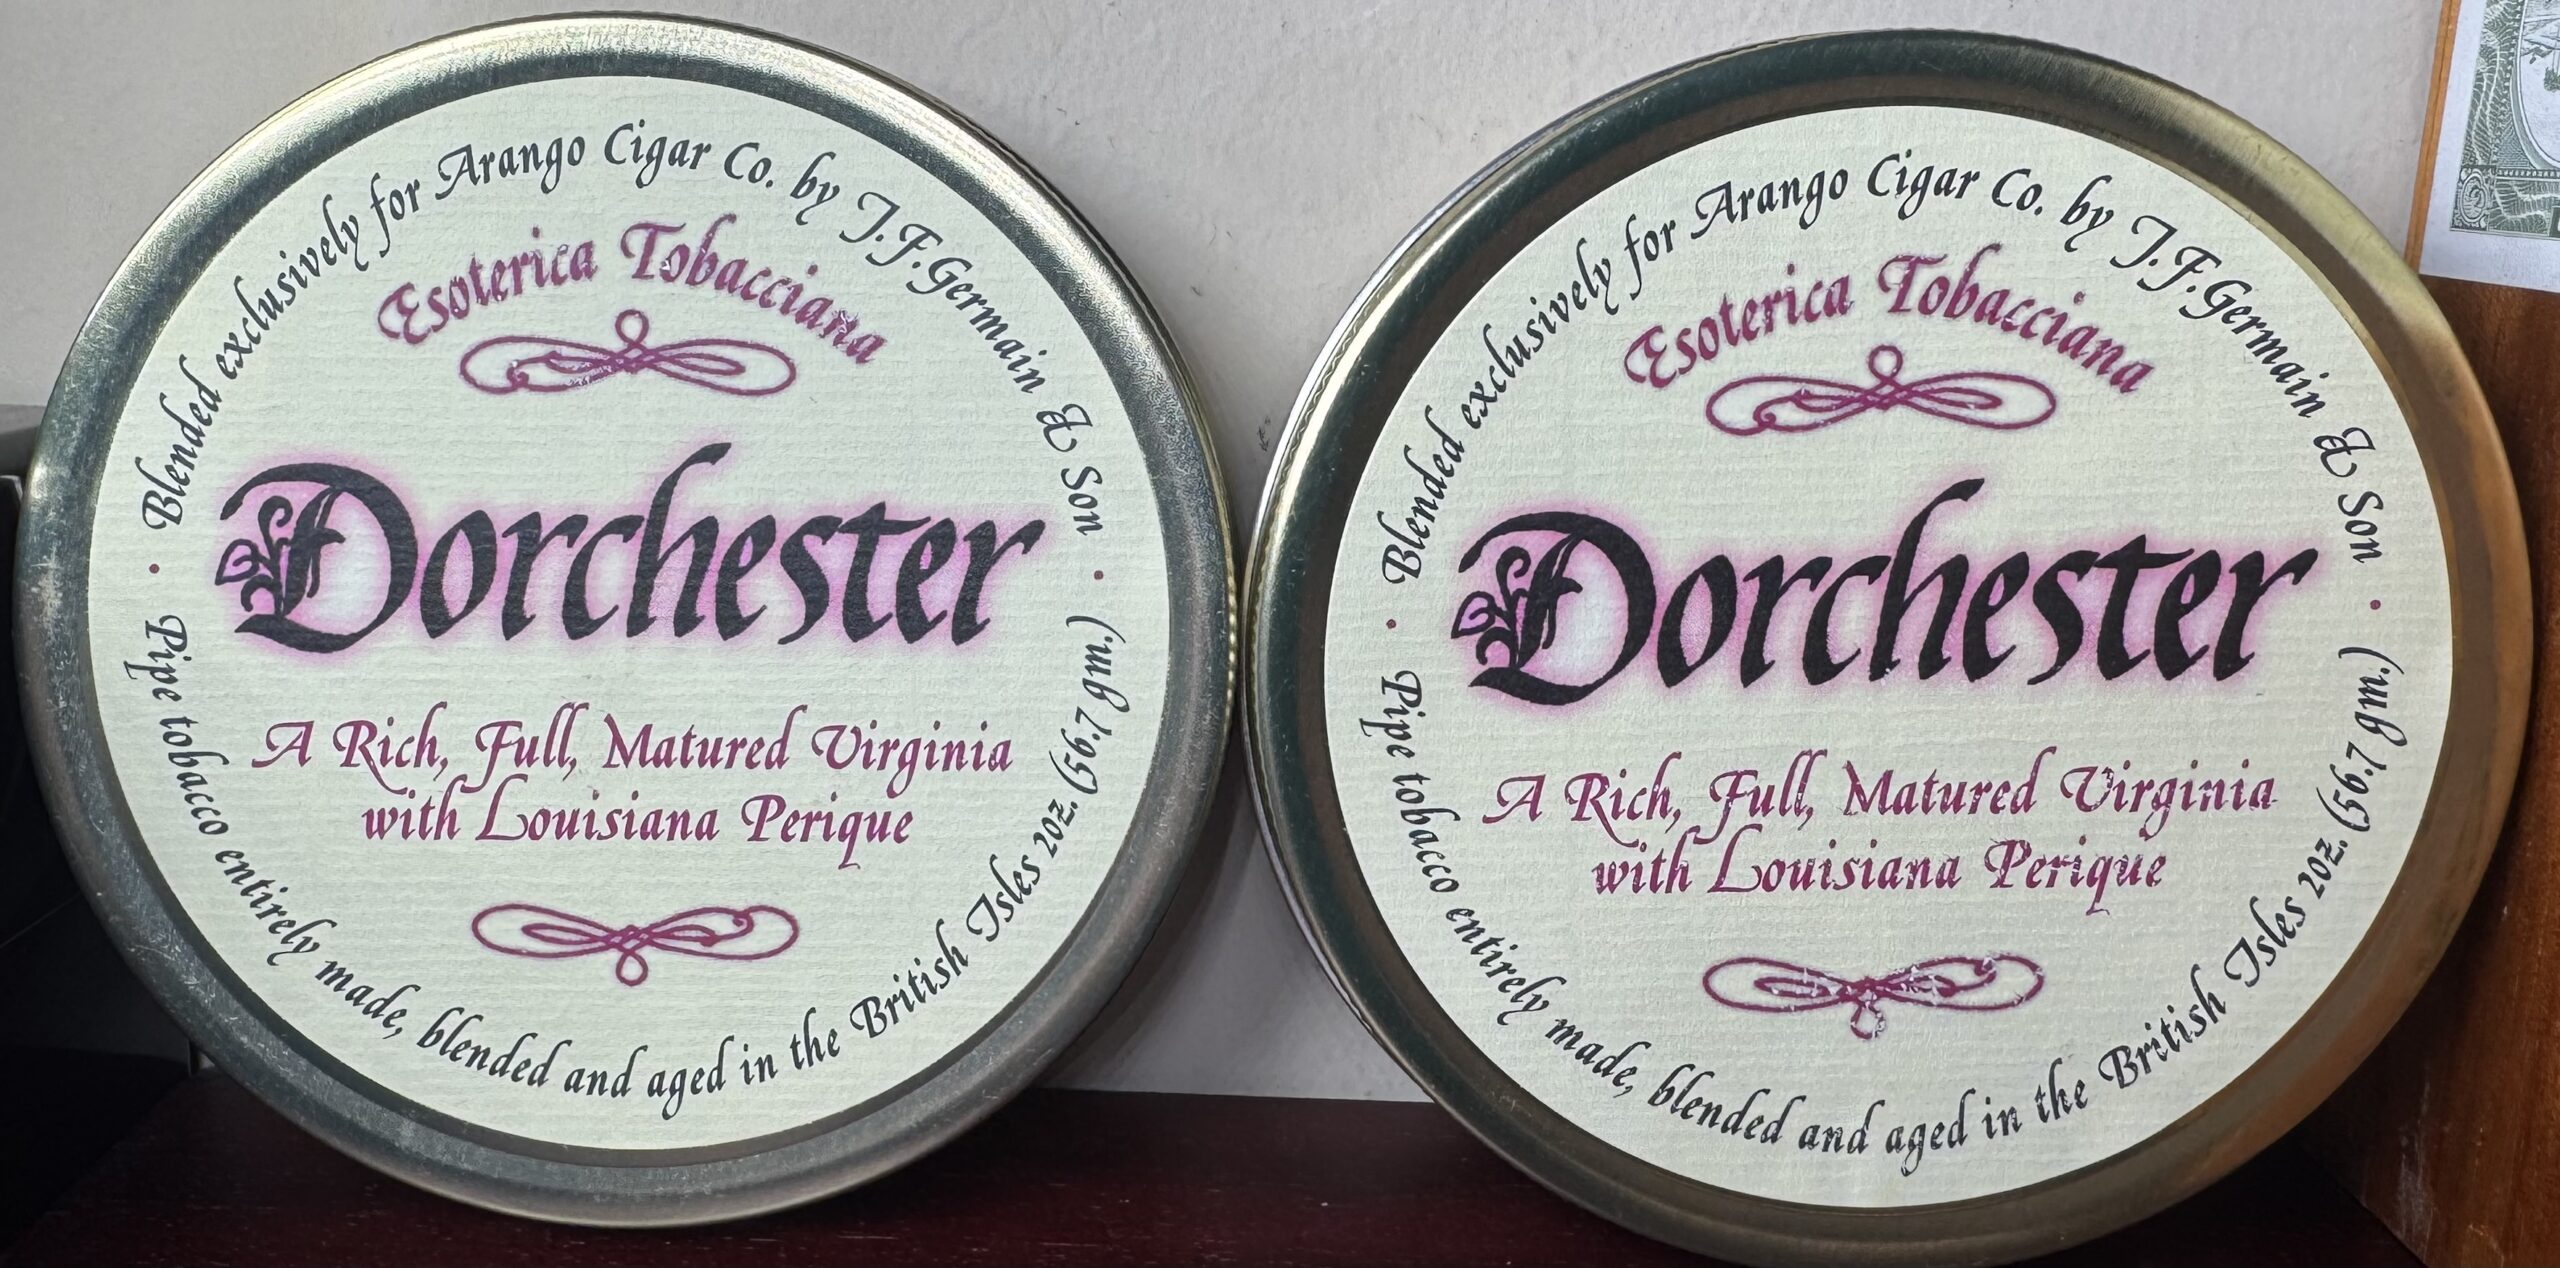 Blended exclusively for Arango Cigar Co. by J.F. Germain & Son
Esoterica Tobacciana
Dorchester
A Rich, Full, Matured Virginia
with Louisiana Perique
Pipe tobacco entirely made, blended and aged in the British Isles 2oz. (56.7 gm.)
Blended exclusively for Arango Cigar Co. by J.F. Germain & Son
Esoterica Tobacciana
Dorchester
A Rich, Full, Matured Virginia
with Louisiana Perique
Pipe tobacco entirely made, blended and aged in the British Isles 2oz. (56.7 gm.)